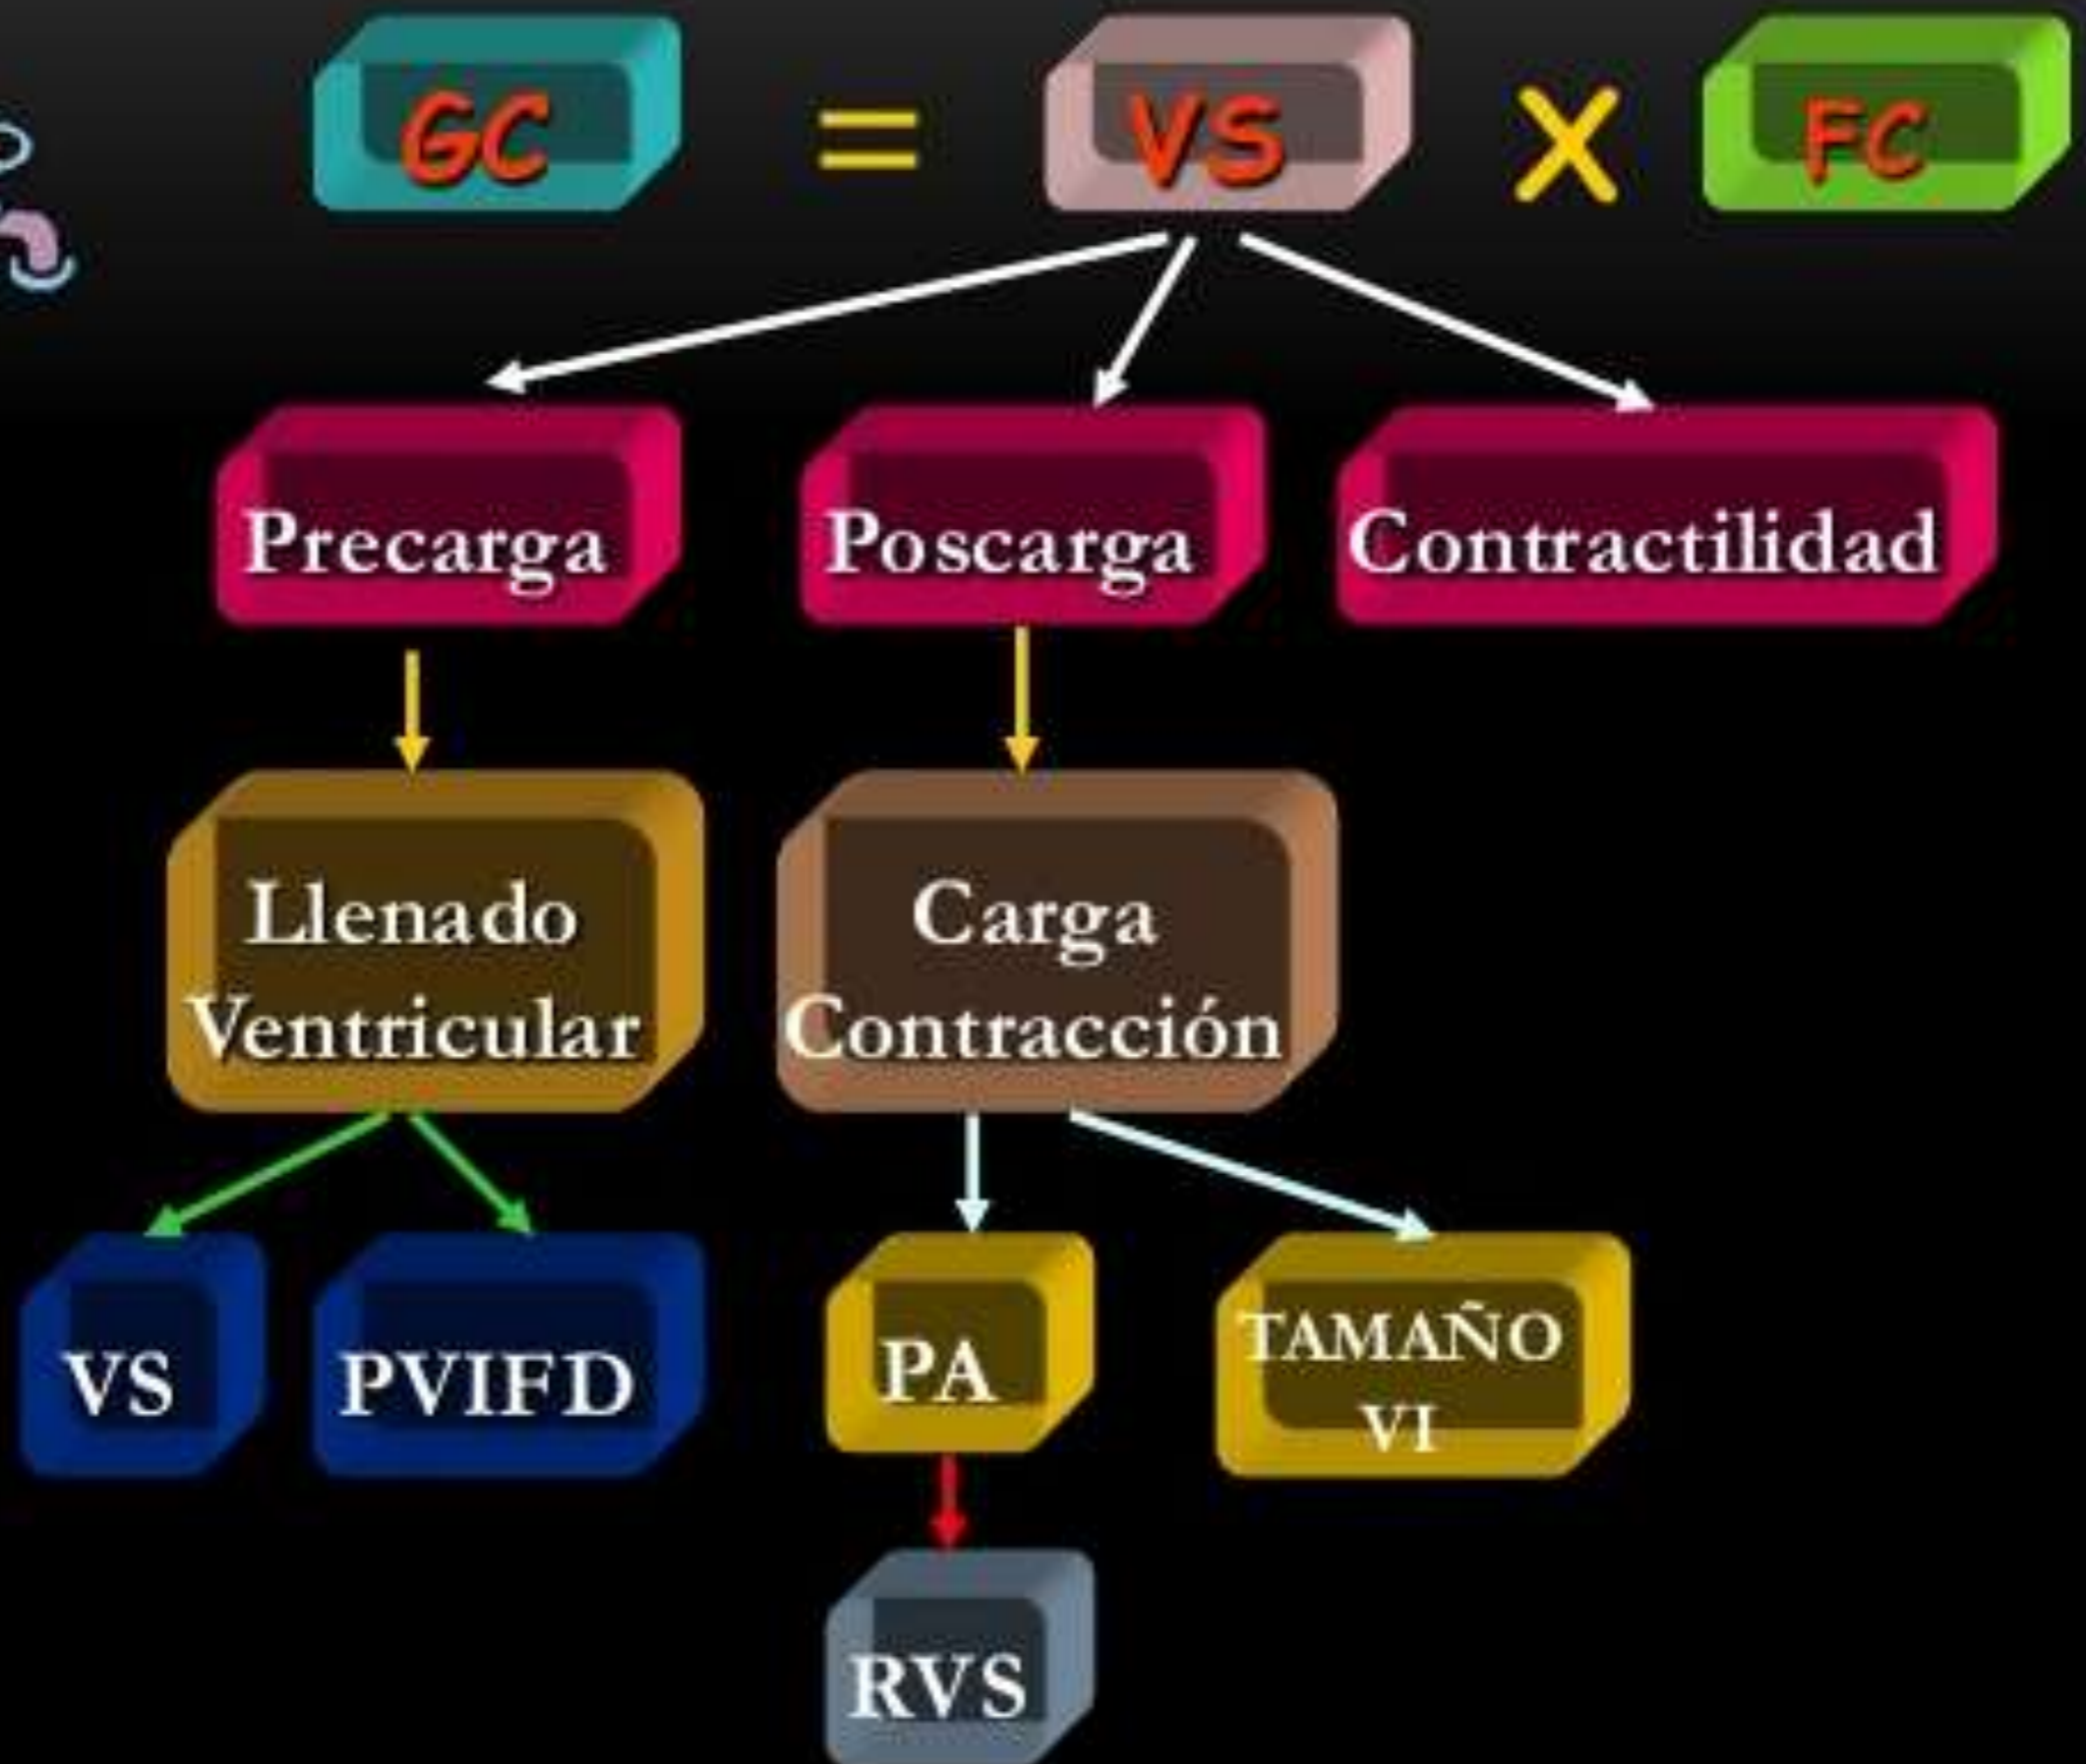 GC = VS X FC
Precarga
Poscarga
Contractilidad
Llenado
Ventricular
Carga
Contracción
VS
PVIFD
PA
TAMAÑO
VI
RVS